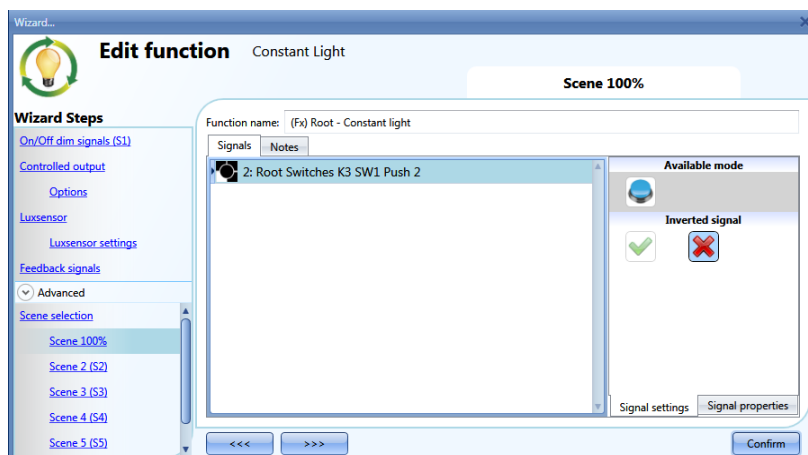 Wizard...
Edit function Constant Light
Scene 100%
Wizard Steps
On/Off dim signals (S1)
Controlled output
Options
Luxsensor
Luxsensor settings
Feedback signals
Advanced
Scene selection
Scene 100%
Scene 2 (S2)
Scene 3 (S3)
Scene 4 (S4)
Scene 5 (S5)
Function name: (Fx) Root - Constant light
Signals Notes
2: Root Switches K3 SW1 Push 2
Available mode
Inverted signal
Signal settings Signal properties
<<< >>> Confirm